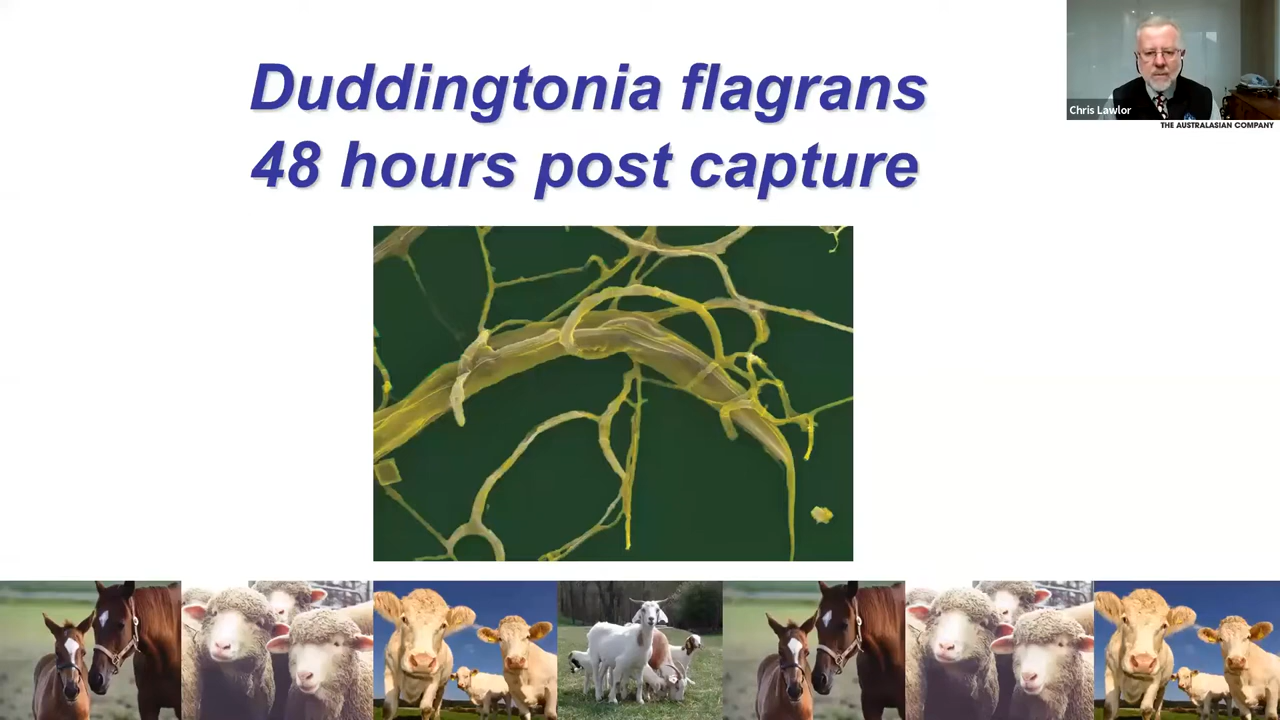 Duddingtonia flagrans
48 hours post capture
Chris Lawlor
THE AUSTRALASIAN COMPANY